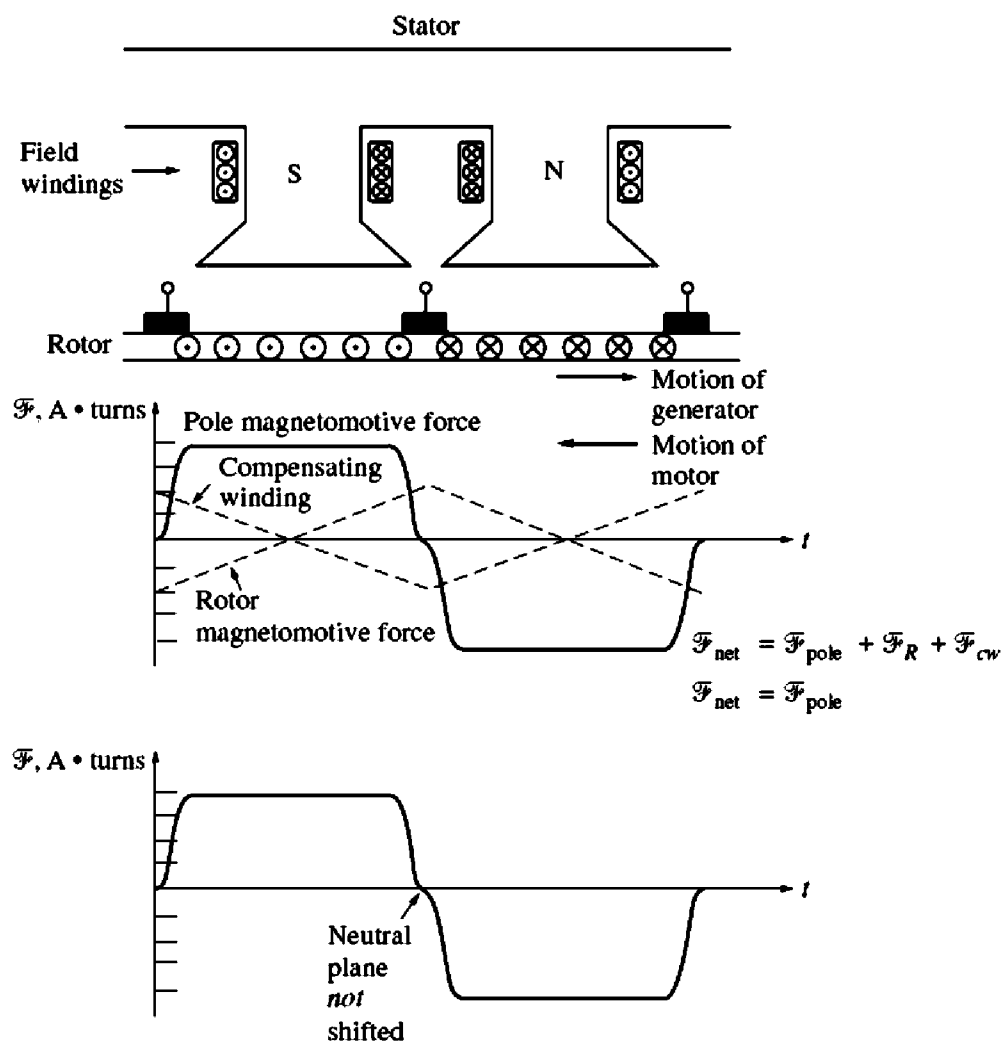 Stator
Field
windings
S
N
Rotor
Motion of
generator
Motion of
motor
ℱ, A • turns
Pole magnetomotive force
Compensating
winding
t
Rotor
magnetomotive force
ℱnet = ℱpole + ℱR + ℱcw
ℱnet = ℱpole
ℱ, A • turns
t
Neutral
plane
not
shifted